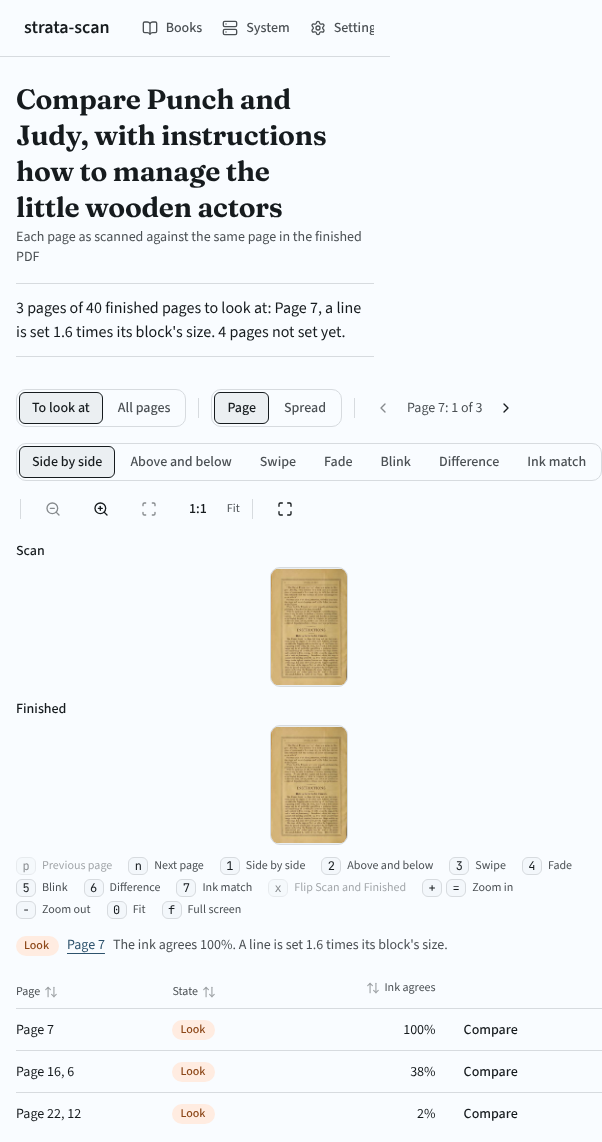 strata-scan Books System Setting
Compare Punch and
Judy, with instructions
how to manage the
little wooden actors
Each page as scanned against the same page in the finished
PDF
3 pages of 40 finished pages to look at: Page 7, a line
is set 1.6 times its block's size. 4 pages not set yet.
To look at All pages Page Spread Page 7: 1 of 3
Side by side Above and below Swipe Fade Blink Difference Ink match
1:1 Fit
Scan
Finished
p Previous page n Next page 1 Side by side 2 Above and below 3 Swipe 4 Fade
5 Blink 6 Difference 7 Ink match x Flip Scan and Finished + = Zoom in
- Zoom out 0 Fit f Full screen
Look Page 7 The ink agrees 100%. A line is set 1.6 times its block's size.
Page State Ink agrees
Page 7 Look 100% Compare
Page 16, 6 Look 38% Compare
Page 22, 12 Look 2% Compare